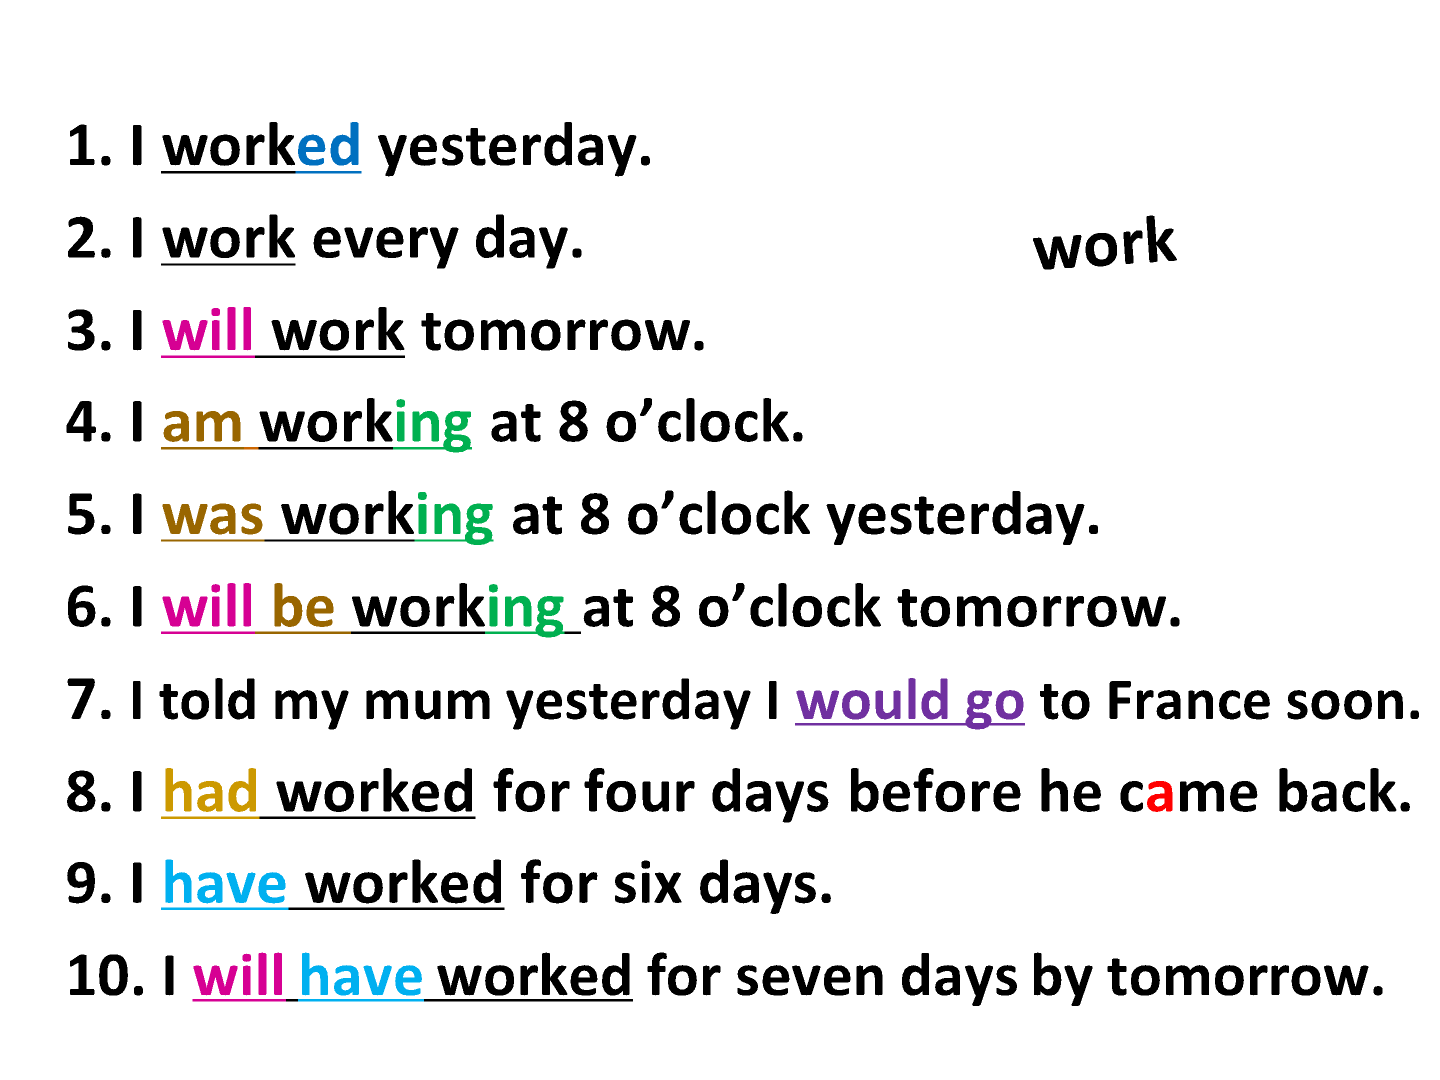 1. I worked yesterday.
2. I work every day.
work
3. I will work tomorrow.
4. I am working at 8 o’clock.
5. I was working at 8 o’clock yesterday.
6. I will be working at 8 o’clock tomorrow.
7. I told my mum yesterday I would go to France soon.
8. I had worked for four days before he came back.
9. I have worked for six days.
10. I will have worked for seven days by tomorrow.